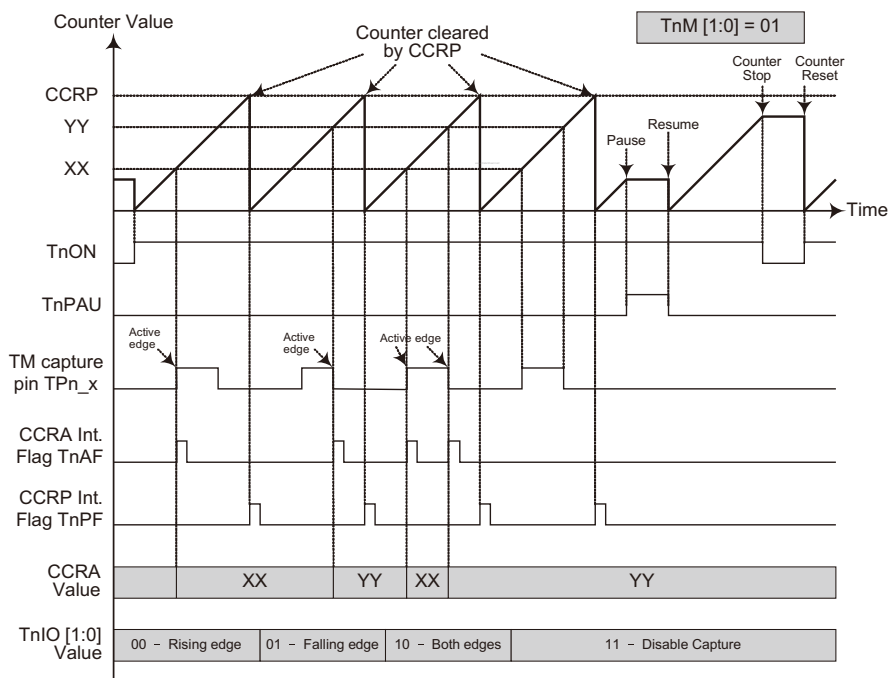 Counter Value
Counter cleared
by CCRP
TnM [1:0] = 01
Counter
Stop
Counter
Reset
CCRP
YY
XX
Pause
Resume
Time
TnON
TnPAU
Active
edge
Active
edge
Active edge
TM capture
pin TPn_x
CCRA Int.
Flag TnAF
CCRP Int.
Flag TnPF
CCRA
Value
XX
YY
XX
YY
TnIO [1:0]
Value
00 – Rising edge
01 – Falling edge
10 – Both edges
11 – Disable Capture